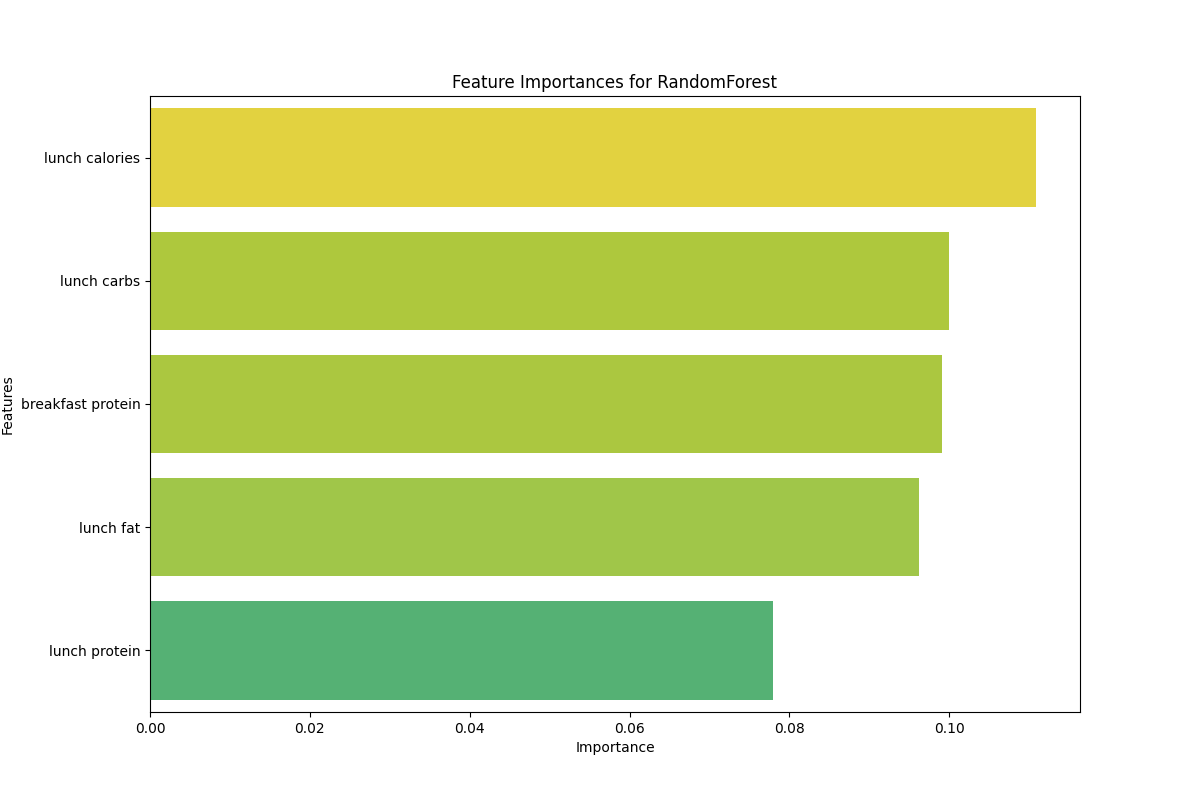 Feature Importances for RandomForest
Features
lunch calories
lunch carbs
breakfast protein
lunch fat
lunch protein
0.00 0.02 0.04 0.06 0.08 0.10
Importance